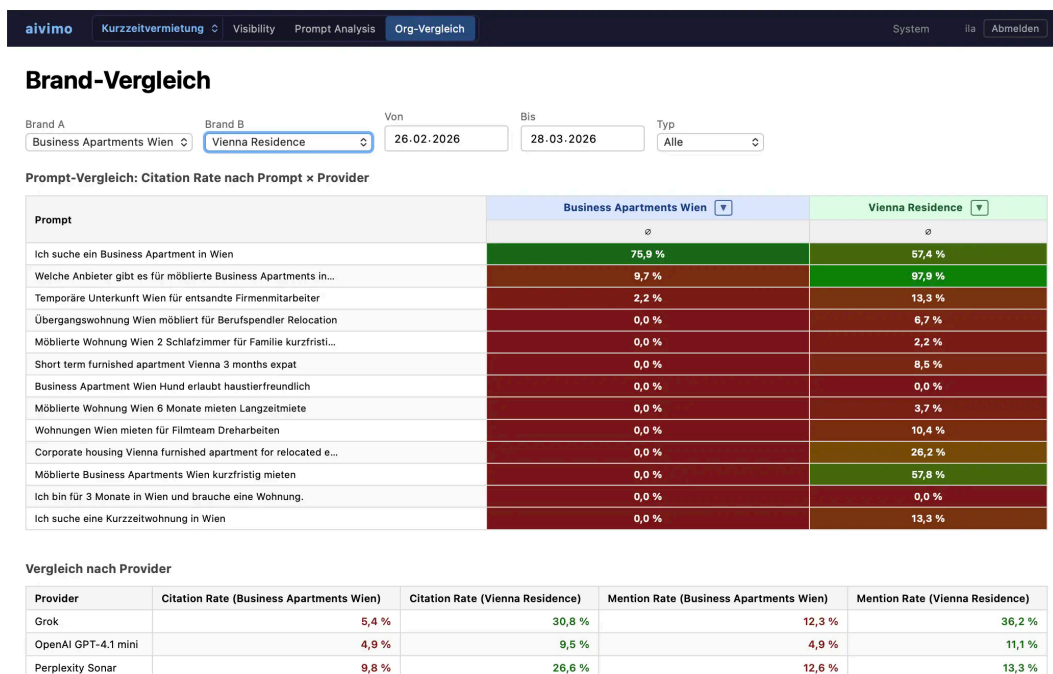 aivimo Kurzzeitvermietung Visibility Prompt Analysis Org-Vergleich System lla Abmelden
Brand-Vergleich
Brand A Brand B Von Bis Typ
Business Apartments Wien Vienna Residence 26.02.2026 28.03.2026 Alle
Prompt-Vergleich: Citation Rate nach Prompt × Provider
Prompt Business Apartments Wien ▼ Vienna Residence ▼
⌀ ⌀
Ich suche ein Business Apartment in Wien 75,9 % 57,4 %
Welche Anbieter gibt es für möblierte Business Apartments in... 9,7 % 97,9 %
Temporäre Unterkunft Wien für entsandte Firmenmitarbeiter 2,2 % 13,3 %
Übergangswohnung Wien möbliert für Berufspendler Relocation 0,0 % 6,7 %
Möblierte Wohnung Wien 2 Schlafzimmer für Familie kurzfristi... 0,0 % 2,2 %
Short term furnished apartment Vienna 3 months expat 0,0 % 8,5 %
Business Apartment Wien Hund erlaubt haustierfreundlich 0,0 % 0,0 %
Möblierte Wohnung Wien 6 Monate mieten Langzeitmiete 0,0 % 3,7 %
Wohnungen Wien mieten für Filmteam Dreharbeiten 0,0 % 10,4 %
Corporate housing Vienna furnished apartment for relocated e... 0,0 % 26,2 %
Möblierte Business Apartments Wien kurzfristig mieten 0,0 % 57,8 %
Ich bin für 3 Monate in Wien und brauche eine Wohnung. 0,0 % 0,0 %
Ich suche eine Kurzzeitwohnung in Wien 0,0 % 13,3 %
Vergleich nach Provider
Provider Citation Rate (Business Apartments Wien) Citation Rate (Vienna Residence) Mention Rate (Business Apartments Wien) Mention Rate (Vienna Residence)
Grok 5,4 % 30,8 % 12,3 % 36,2 %
OpenAI GPT-4.1 mini 4,9 % 9,5 % 4,9 % 11,1 %
Perplexity Sonar 9,8 % 26,6 % 12,6 % 13,3 %